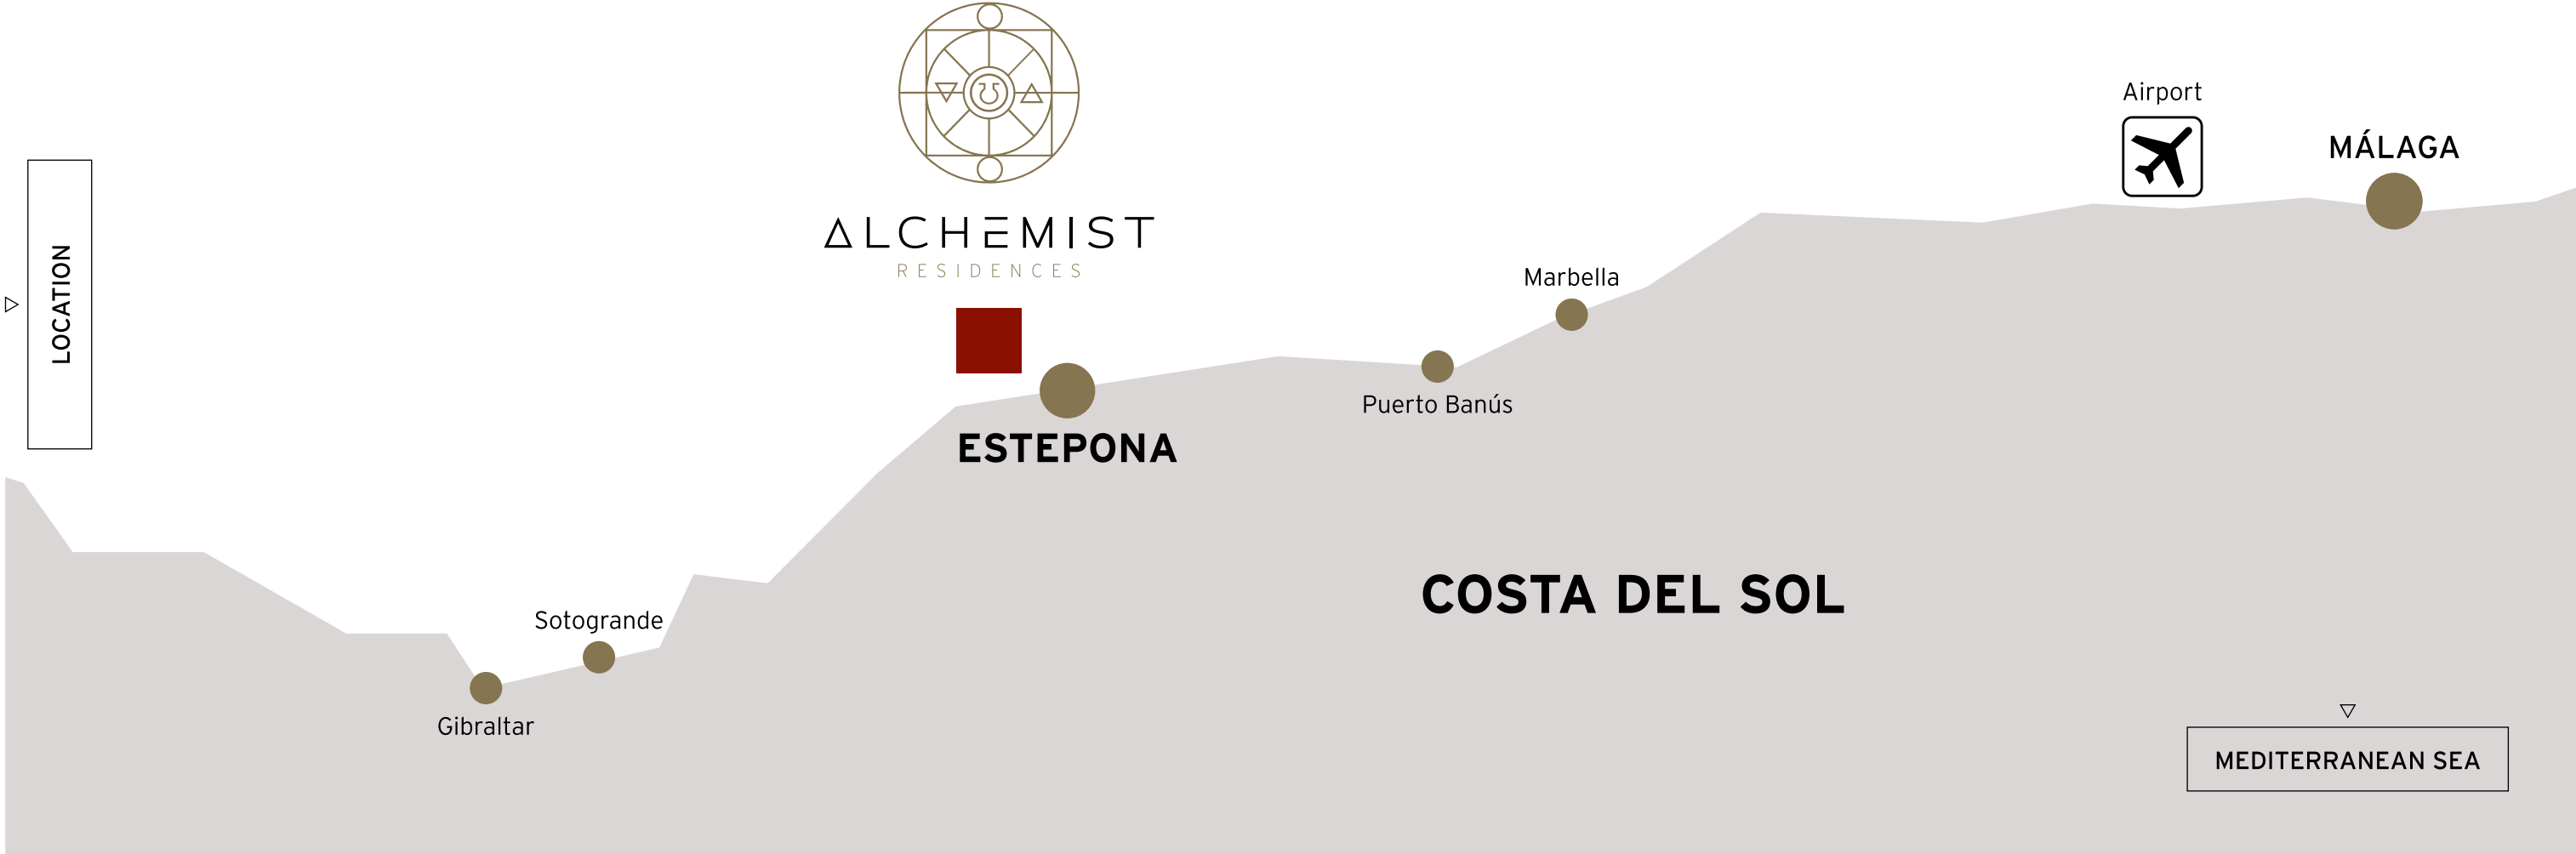 LOCATION
ALCHEMIST
RESIDENCES
Airport
MÁLAGA
Marbella
Puerto Banús
ESTEPONA
COSTA DEL SOL
Sotogrande
Gibraltar
MEDITERRANEAN SEA